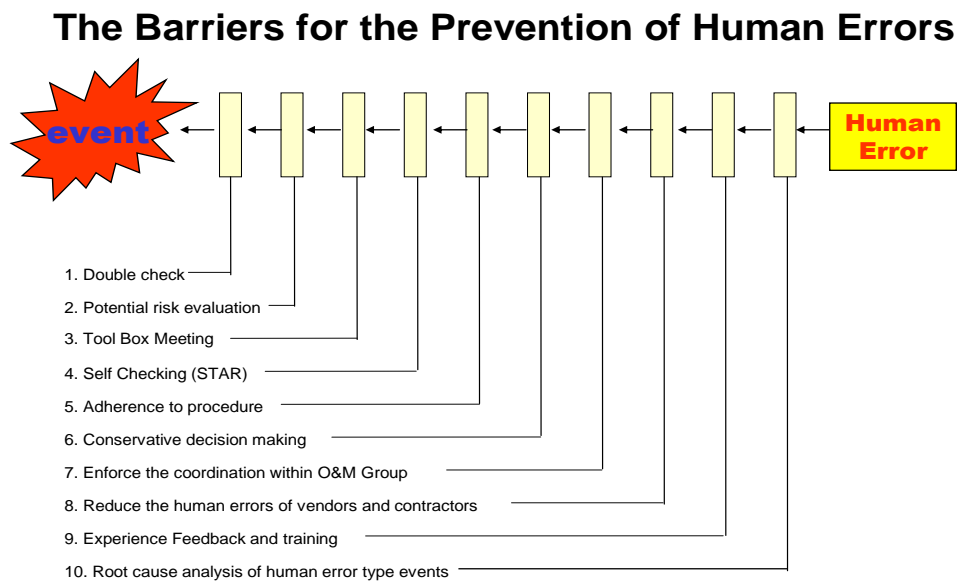 The Barriers for the Prevention of Human Errors
event
Human
Error
1. Double check
2. Potential risk evaluation
3. Tool Box Meeting
4. Self Checking (STAR)
5. Adherence to procedure
6. Conservative decision making
7. Enforce the coordination within O&M Group
8. Reduce the human errors of vendors and contractors
9. Experience Feedback and training
10. Root cause analysis of human error type events